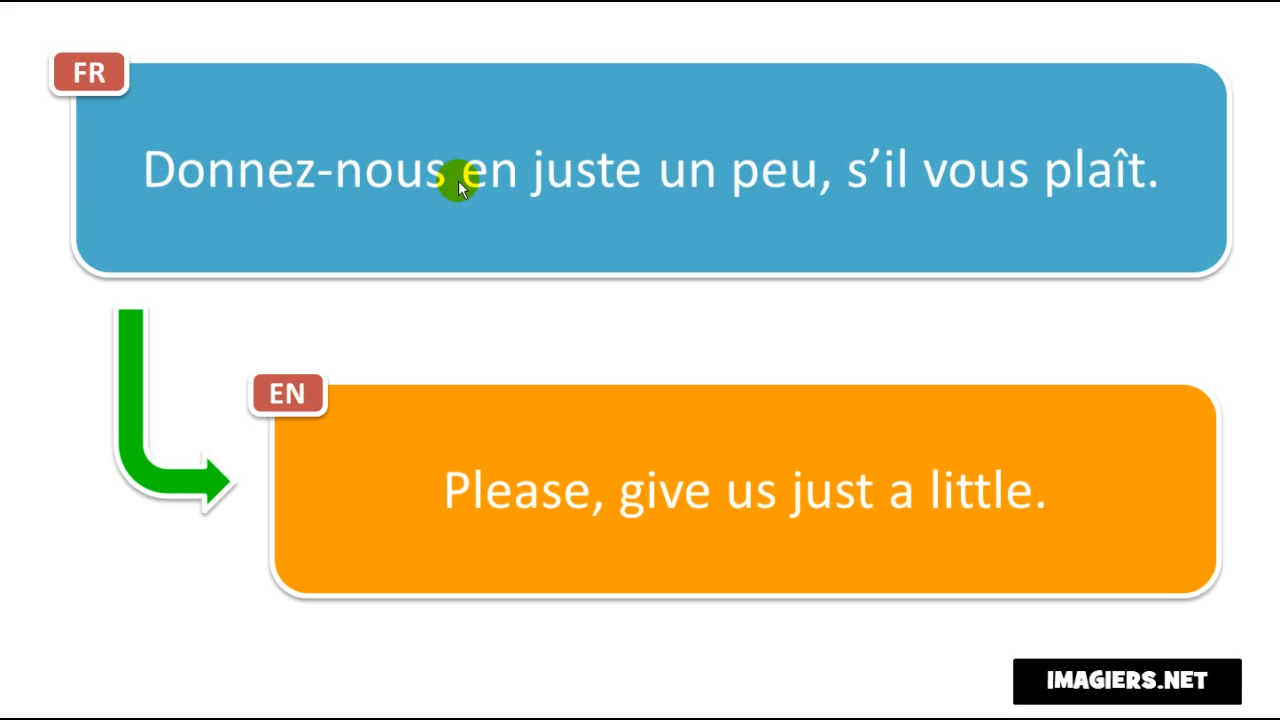 FR
Donnez-nous en juste un peu, s’il vous plaît.
EN
Please, give us just a little.
IMAGIERS.NET